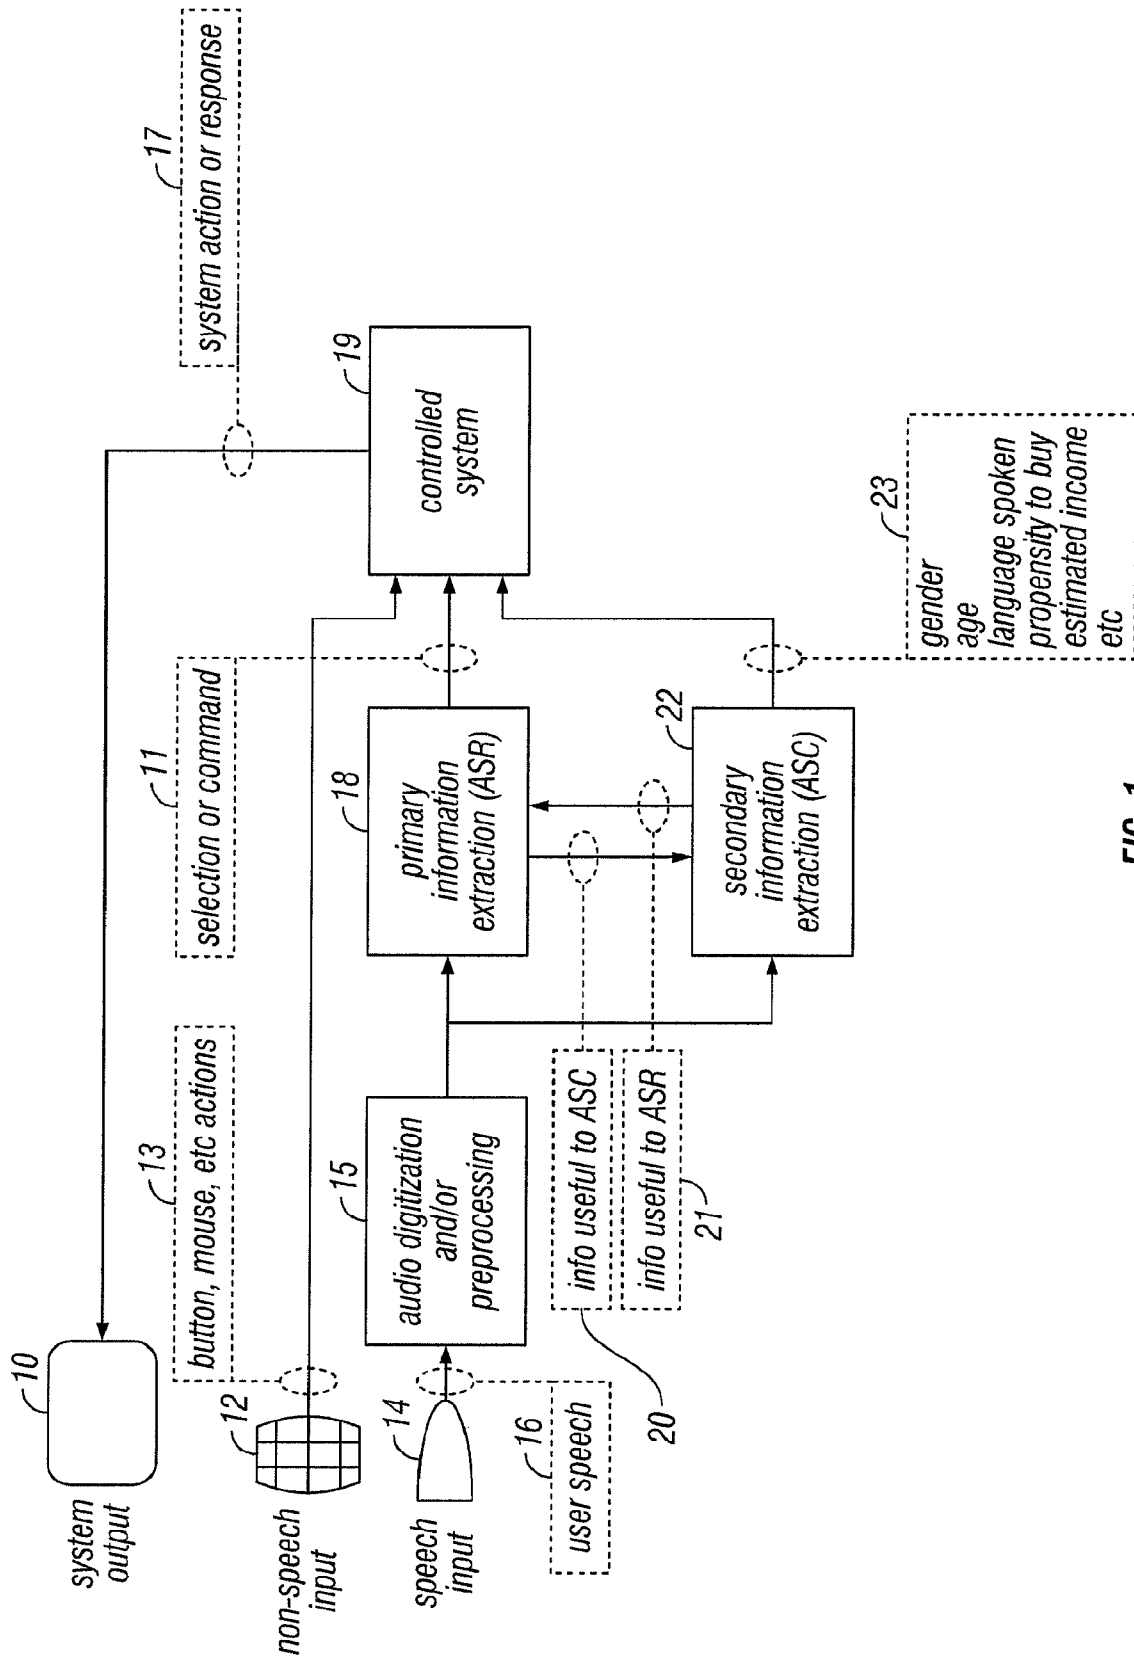 system
output
10
17
system action or response
13
button, mouse, etc actions
11
selection or command
non-speech
input
12
speech
input
14
16
user speech
15
audio digitization
and/or
preprocessing
18
primary
information
extraction (ASR)
19
controlled
system
20
info useful to ASC
info useful to ASR
21
22
secondary
information
extraction (ASC)
23
gender
age
language spoken
propensity to buy
estimated income
etc